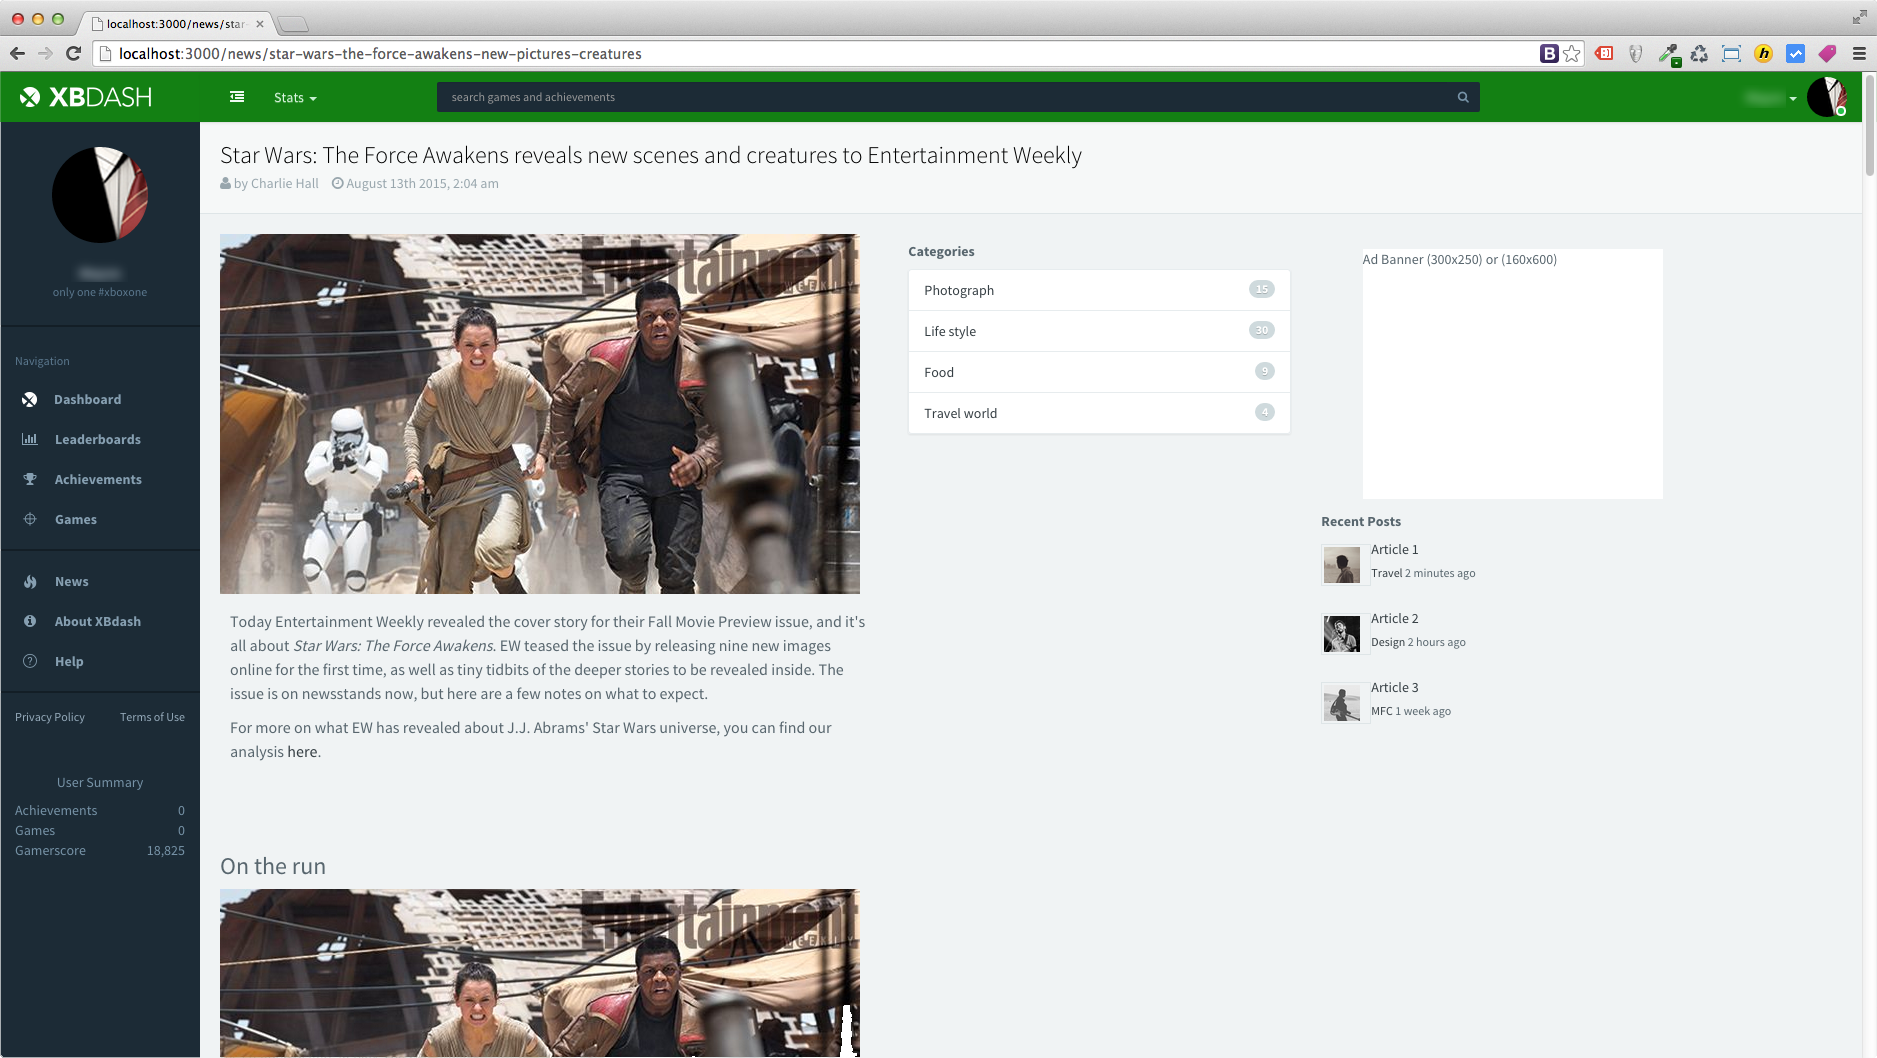 localhost:3000/news/star
localhost:3000/news/star-wars-the-force-awakens-new-pictures-creatures
XBDASH
Stats
search games and achievements
only one #xboxone
Navigation
Dashboard
Leaderboards
Achievements
Games
News
About XBdash
Help
Privacy Policy Terms of Use
User Summary
Achievements 0
Games 0
Gamerscore 18,825
Star Wars: The Force Awakens reveals new scenes and creatures to Entertainment Weekly
by Charlie Hall August 13th 2015, 2:04 am
Entertainment
WEEKLY
Today Entertainment Weekly revealed the cover story for their Fall Movie Preview issue, and it's
all about Star Wars: The Force Awakens. EW teased the issue by releasing nine new images
online for the first time, as well as tiny tidbits of the deeper stories to be revealed inside. The
issue is on newsstands now, but here are a few notes on what to expect.
For more on what EW has revealed about J.J. Abrams' Star Wars universe, you can find our
analysis here.
On the run
Entertainment
WEEKLY
Categories
Photograph 15
Life style 30
Food 9
Travel world 4
Ad Banner (300x250) or (160x600)
Recent Posts
Article 1
Travel 2 minutes ago
Article 2
Design 2 hours ago
Article 3
MFC 1 week ago